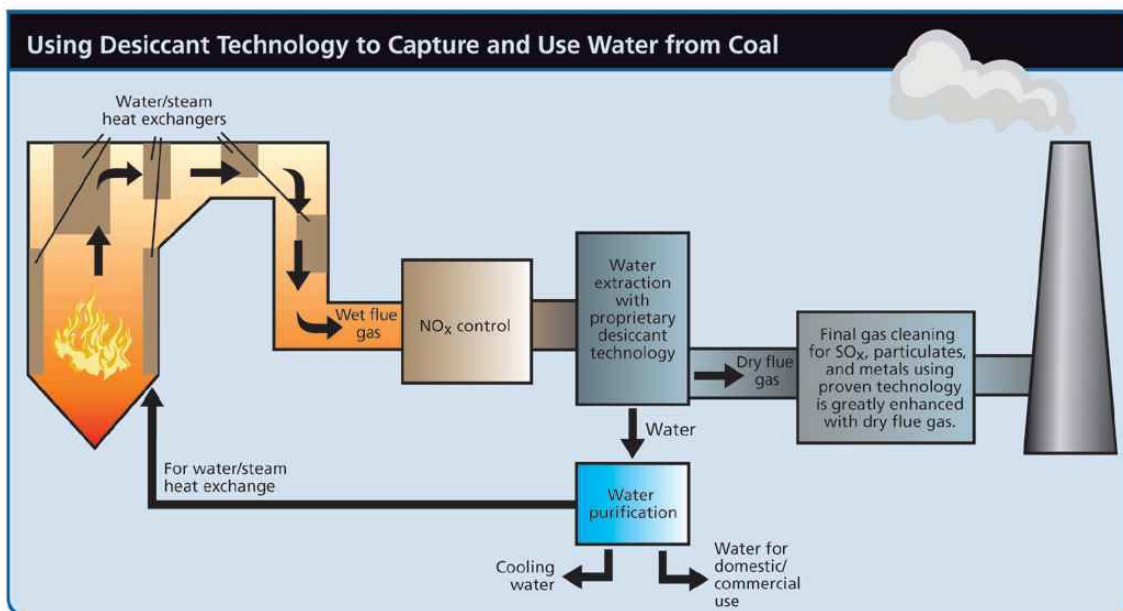 Using Desiccant Technology to Capture and Use Water from Coal
Water/steam
heat exchangers
Wet flue
gas
NOx control
Water
extraction
with
proprietary
desiccant
technology
Dry flue
gas
Final gas cleaning
for SOx, particulates,
and metals using
proven technology
is greatly enhanced
with dry flue gas.
Water
For water/steam
heat exchange
Water
purification
Cooling
water
Water for
domestic/
commercial
use